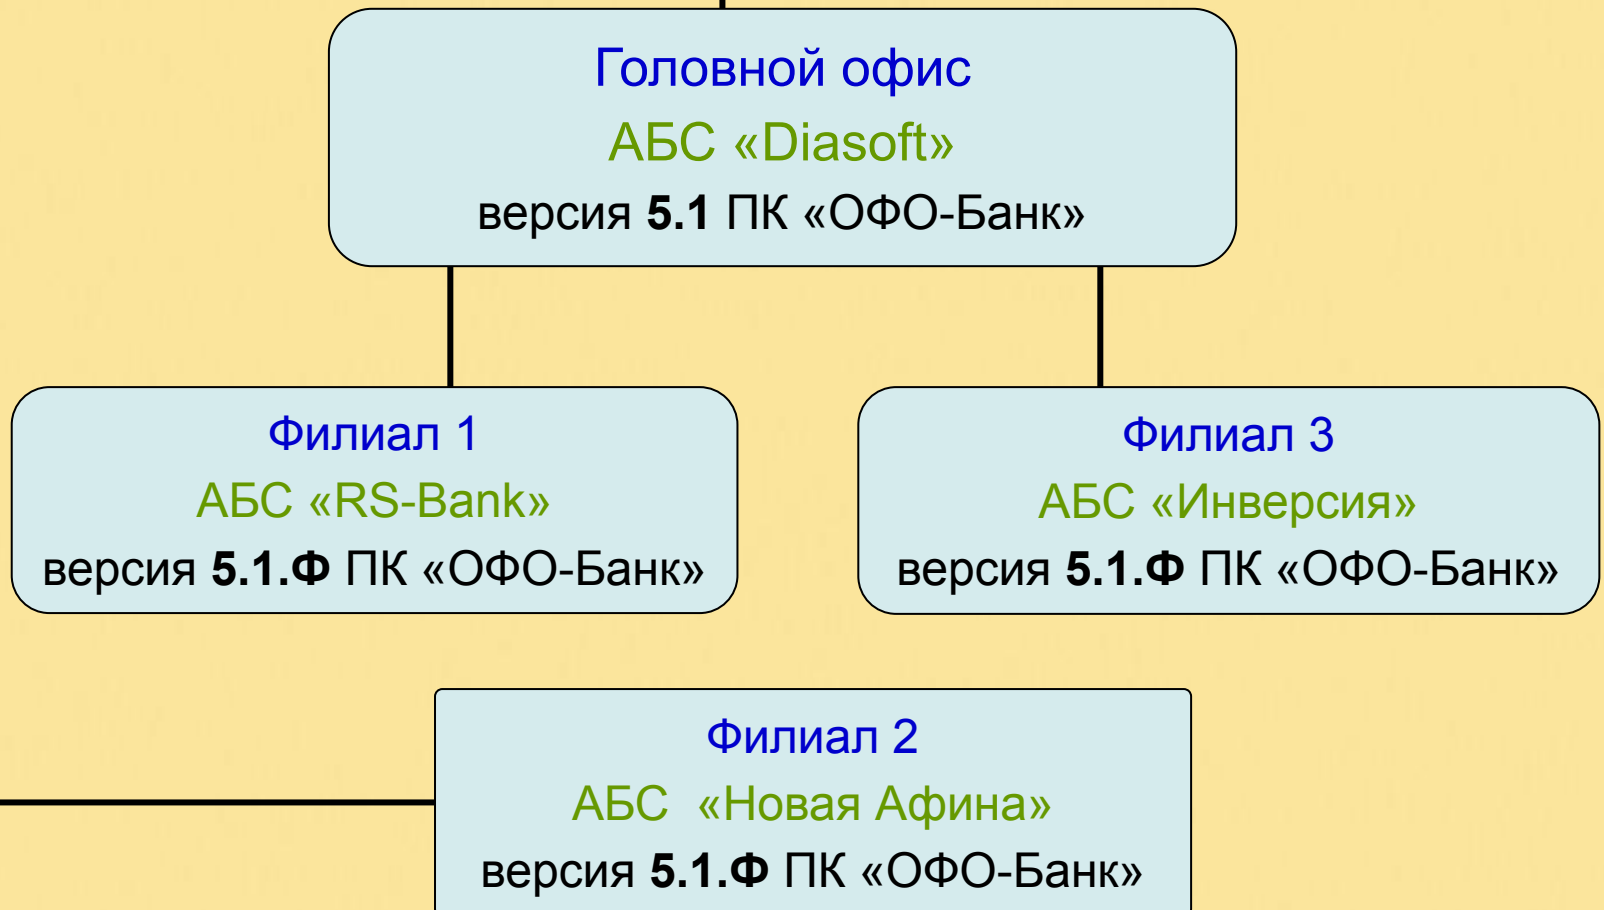 Головной офис
АБС «Diasoft»
версия 5.1 ПК «ОФО-Банк»
Филиал 1
АБС «RS-Bank»
версия 5.1.Ф ПК «ОФО-Банк»
Филиал 3
АБС «Инверсия»
версия 5.1.Ф ПК «ОФО-Банк»
Филиал 2
АБС «Новая Афина»
версия 5.1.Ф ПК «ОФО-Банк»